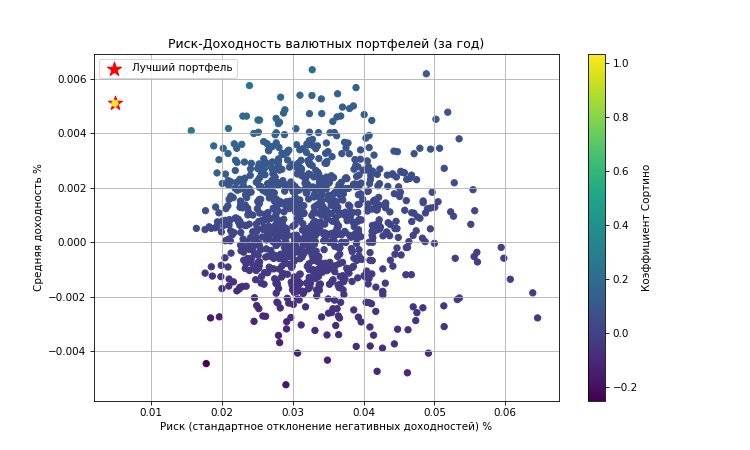 Риск-Доходность валютных портфелей (за год)
Лучший портфель
0.006
0.004
0.002
0.000
−0.002
−0.004
Средняя доходность %
0.01 0.02 0.03 0.04 0.05 0.06
Риск (стандартное отклонение негативных доходностей) %
1.0
0.8
0.6
0.4
0.2
0.0
−0.2
Коэффициент Сортино